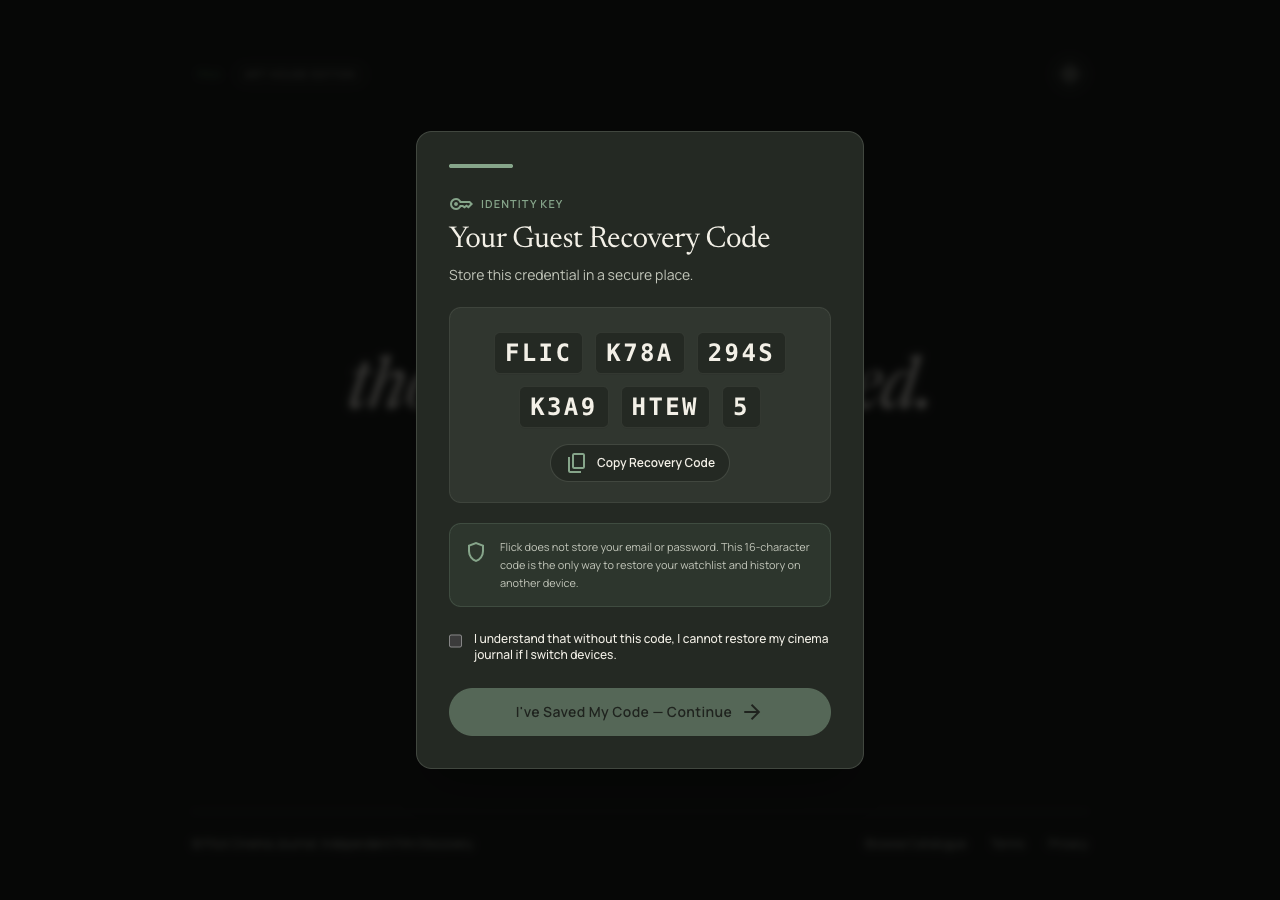 IDENTITY KEY
Your Guest Recovery Code
Store this credential in a secure place.
FLIC K78A 294S
K3A9 HTEW 5
Copy Recovery Code
Flick does not store your email or password. This 16-character
code is the only way to restore your watchlist and history on
another device.
I understand that without this code, I cannot restore my cinema
journal if I switch devices.
I've Saved My Code — Continue